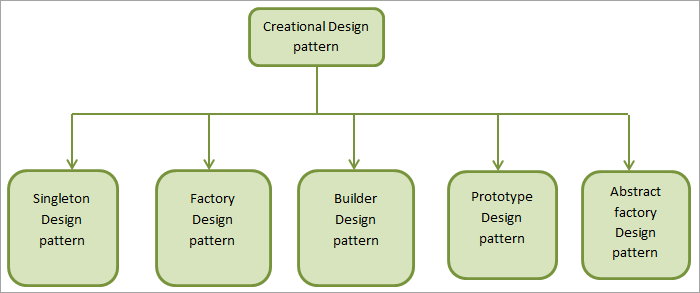 Creational Design
pattern
Singleton
Design
pattern
Factory
Design
pattern
Builder
Design
pattern
Prototype
Design
pattern
Abstract
factory
Design
pattern